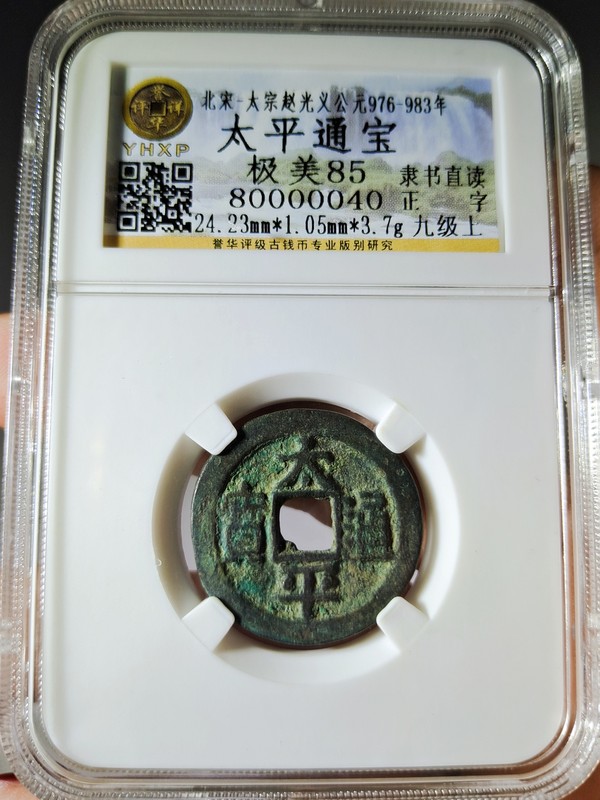 北宋-太宗赵光义公元976-983年
太平通宝
YHXP
极美85 隶书直读
80000040 正字
24.23mm*1.05mm*3.7g 九级上
誉华评级古钱币专业版别研究
太
寳 通
平